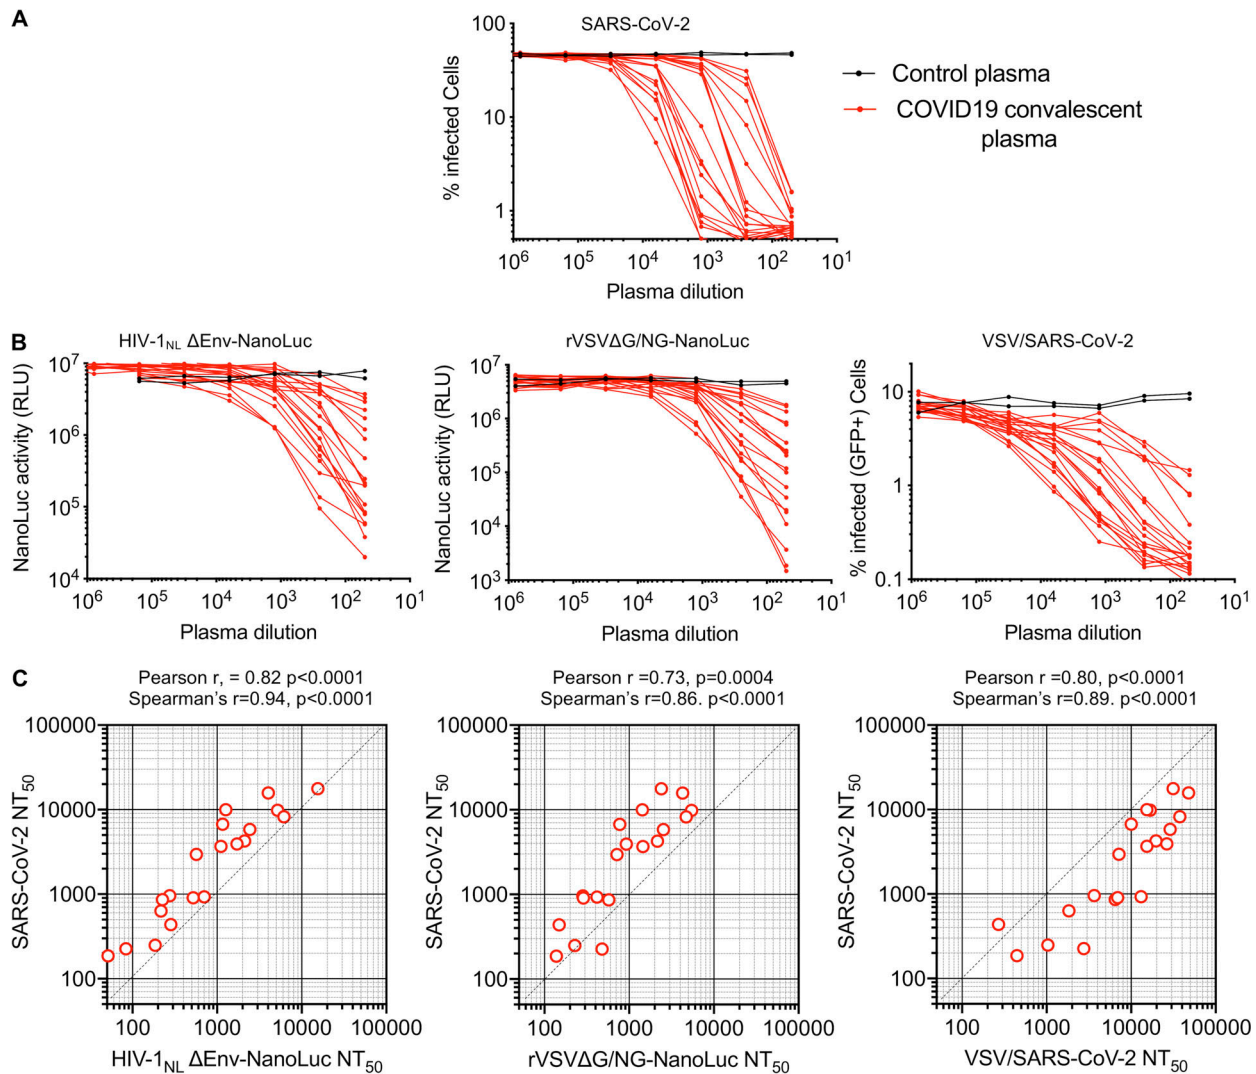 A
SARS-CoV-2
100
10
1
% infected Cells
10⁶ 10⁵ 10⁴ 10³ 10² 10¹
Plasma dilution
Control plasma
COVID19 convalescent
plasma
B
HIV-1NL ΔEnv-NanoLuc
10⁷
10⁶
10⁵
10⁴
NanoLuc activity (RLU)
10⁶ 10⁵ 10⁴ 10³ 10² 10¹
Plasma dilution
rVSVΔG/NG-NanoLuc
10⁷
10⁶
10⁵
10⁴
10³
NanoLuc activity (RLU)
10⁶ 10⁵ 10⁴ 10³ 10² 10¹
Plasma dilution
VSV/SARS-CoV-2
10
1
0.1
% infected (GFP+) Cells
10⁶ 10⁵ 10⁴ 10³ 10² 10¹
Plasma dilution
C
Pearson r, = 0.82 p<0.0001
Spearman's r=0.94, p<0.0001
100000
10000
1000
100
SARS-CoV-2 NT50
100 1000 10000 100000
HIV-1NL ΔEnv-NanoLuc NT50
Pearson r =0.73, p=0.0004
Spearman's r=0.86. p<0.0001
100000
10000
1000
100
SARS-CoV-2 NT50
100 1000 10000 100000
rVSVΔG/NG-NanoLuc NT50
Pearson r =0.80, p<0.0001
Spearman's r=0.89. p<0.0001
100000
10000
1000
100
SARS-CoV-2 NT50
100 1000 10000 100000
VSV/SARS-CoV-2 NT50